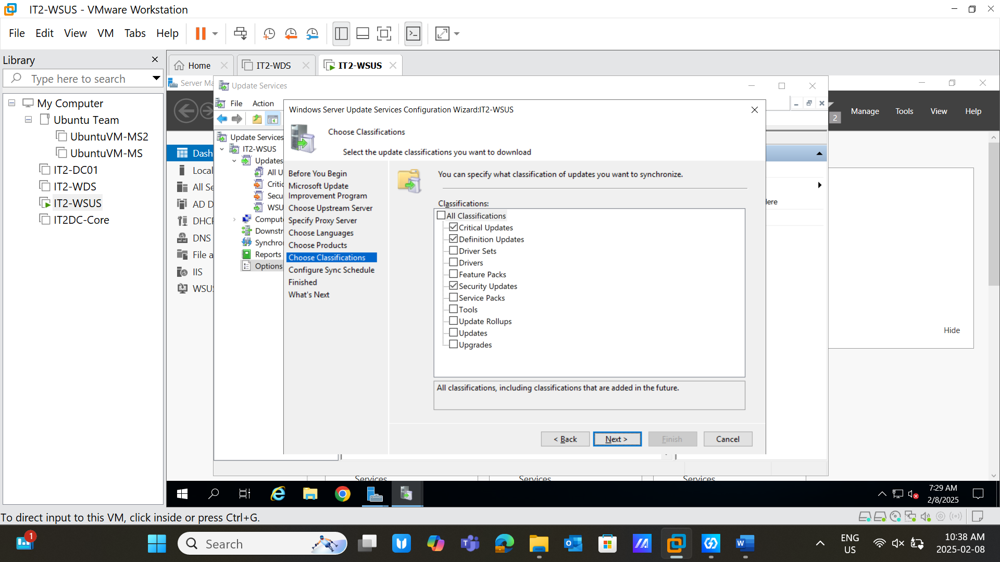 IT2-WSUS - VMware Workstation
File Edit View VM Tabs Help
Library
Type here to search
My Computer
Ubuntu Team
UbuntuVM-MS2
UbuntuVM-MS
IT2-DC01
IT2-WDS
IT2-WSUS
IT2DC-Core
Home
IT2-WDS
IT2-WSUS
Server Ma
2
Manage Tools View Help
Dash
Local
All Se
AD D
DHCP
DNS
File a
IIS
WSUS
Update Services
File Action
Update Services
IT2-WSUS
Updates
All U
Critic
Secu
WSU
Comput
Downstr
Synchro
Reports
Options
Windows Server Update Services Configuration Wizard:IT2-WSUS
Choose Classifications
Select the update classifications you want to download
Before You Begin
Microsoft Update
Improvement Program
Choose Upstream Server
Specify Proxy Server
Choose Languages
Choose Products
Choose Classifications
Configure Sync Schedule
Finished
What's Next
You can specify what classification of updates you want to synchronize.
Classifications:
All Classifications
Critical Updates
Definition Updates
Driver Sets
Drivers
Feature Packs
Security Updates
Service Packs
Tools
Update Rollups
Updates
Upgrades
All classifications, including classifications that are added in the future.
< Back Next > Finish Cancel
ere
Hide
Services Services Services
7:29 AM
2/8/2025
To direct input to this VM, click inside or press Ctrl+G.
1
Search
ENG
US
10:38 AM
2025-02-08